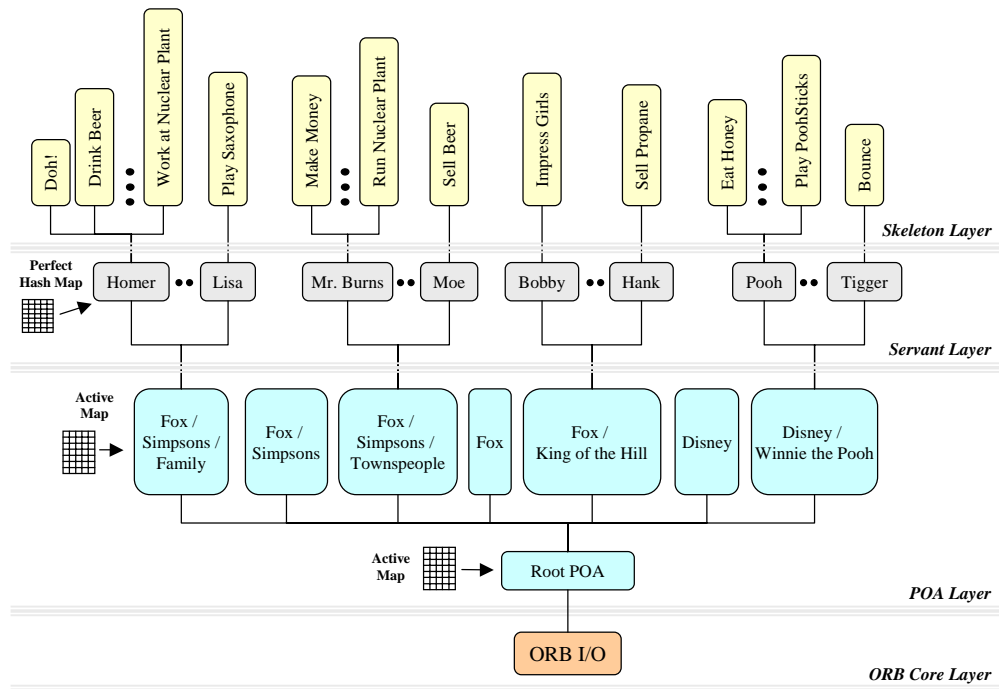 Doh!
Drink Beer
Work at Nuclear Plant
Play Saxophone
Make Money
Run Nuclear Plant
Sell Beer
Impress Girls
Sell Propane
Eat Honey
Play PoohSticks
Bounce
Skeleton Layer
Perfect
Hash Map
Homer
Lisa
Mr. Burns
Moe
Bobby
Hank
Pooh
Tigger
Servant Layer
Active
Map
Fox /
Simpsons /
Family
Fox /
Simpsons
Fox /
Simpsons /
Townspeople
Fox
Fox /
King of the Hill
Disney
Disney /
Winnie the Pooh
Active
Map
Root POA
POA Layer
ORB I/O
ORB Core Layer